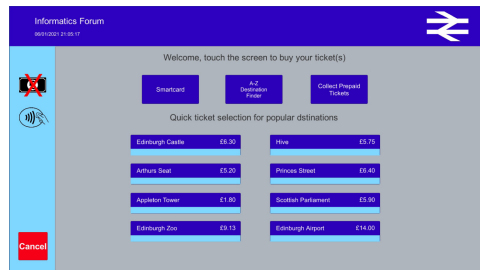 Informatics Forum
06/01/2021 21:05:17
Welcome, touch the screen to buy your ticket(s)
Smartcard
A-Z
Destination
Finder
Collect Prepaid
Tickets
Quick ticket selection for popular dstinations
Edinburgh Castle £6.30
Hive £5.75
Arthurs Seat £5.20
Princes Street £6.40
Appleton Tower £1.80
Scottish Parliament £5.90
Edinburgh Zoo £9.13
Edinburgh Airport £14.00
Cancel